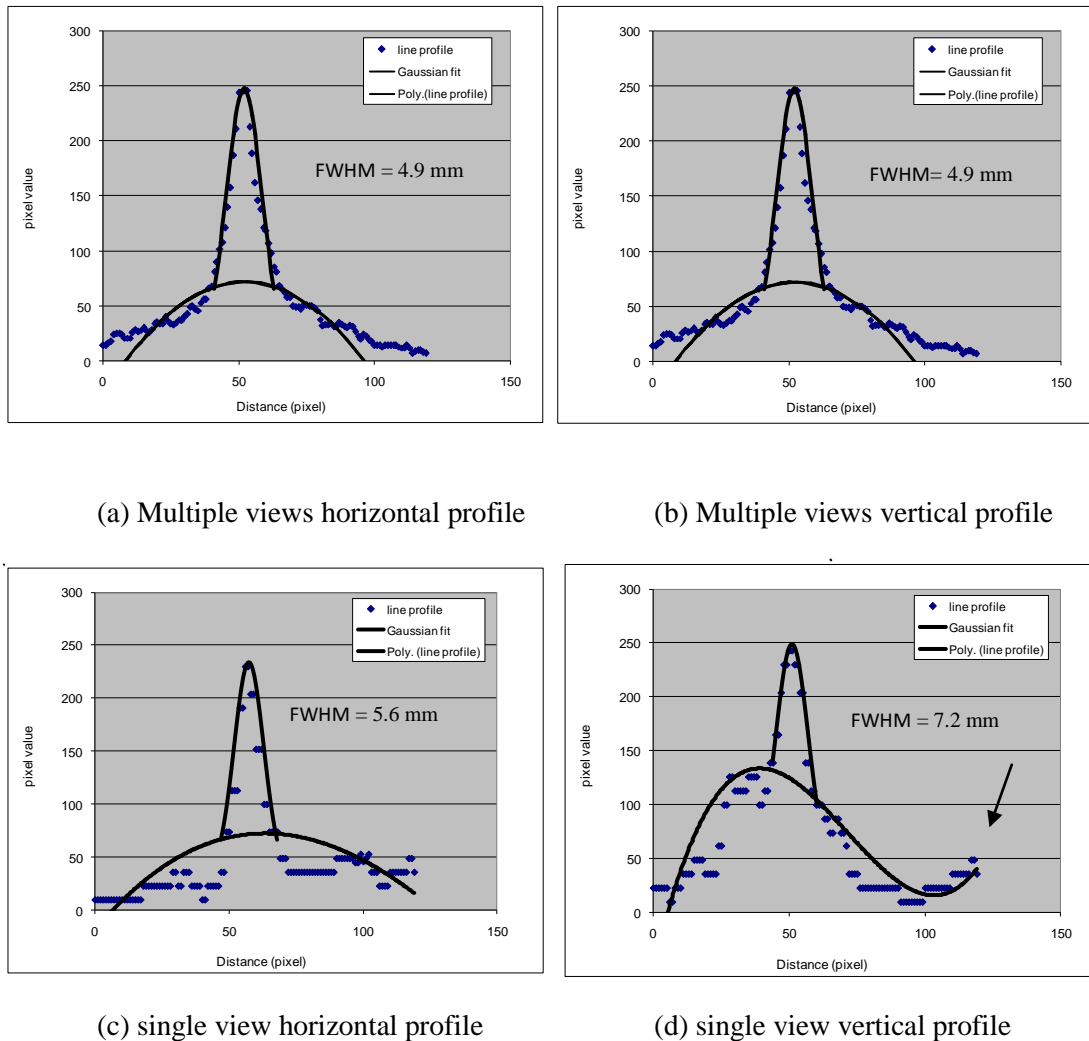 300
250
200
150
100
50
0
pixel value
line profile
Gaussian fit
Poly.(line profile)
FWHM = 4.9 mm
0 50 100 150
Distance (pixel)
300
250
200
150
100
50
0
pixel value
line profile
Gaussian fit
Poly.(line profile)
FWHM= 4.9 mm
0 50 100 150
Distance (pixel)
(a) Multiple views horizontal profile
(b) Multiple views vertical profile
300
250
200
150
100
50
0
pixel value
line profile
Gaussian fit
Poly. (line profile)
FWHM = 5.6 mm
0 50 100 150
Distance (pixel)
300
250
200
150
100
50
0
pixel value
line profile
Gaussian fit
Poly. (line profile)
FWHM = 7.2 mm
0 50 100 150
Distance (pixel)
(c) single view horizontal profile
(d) single view vertical profile